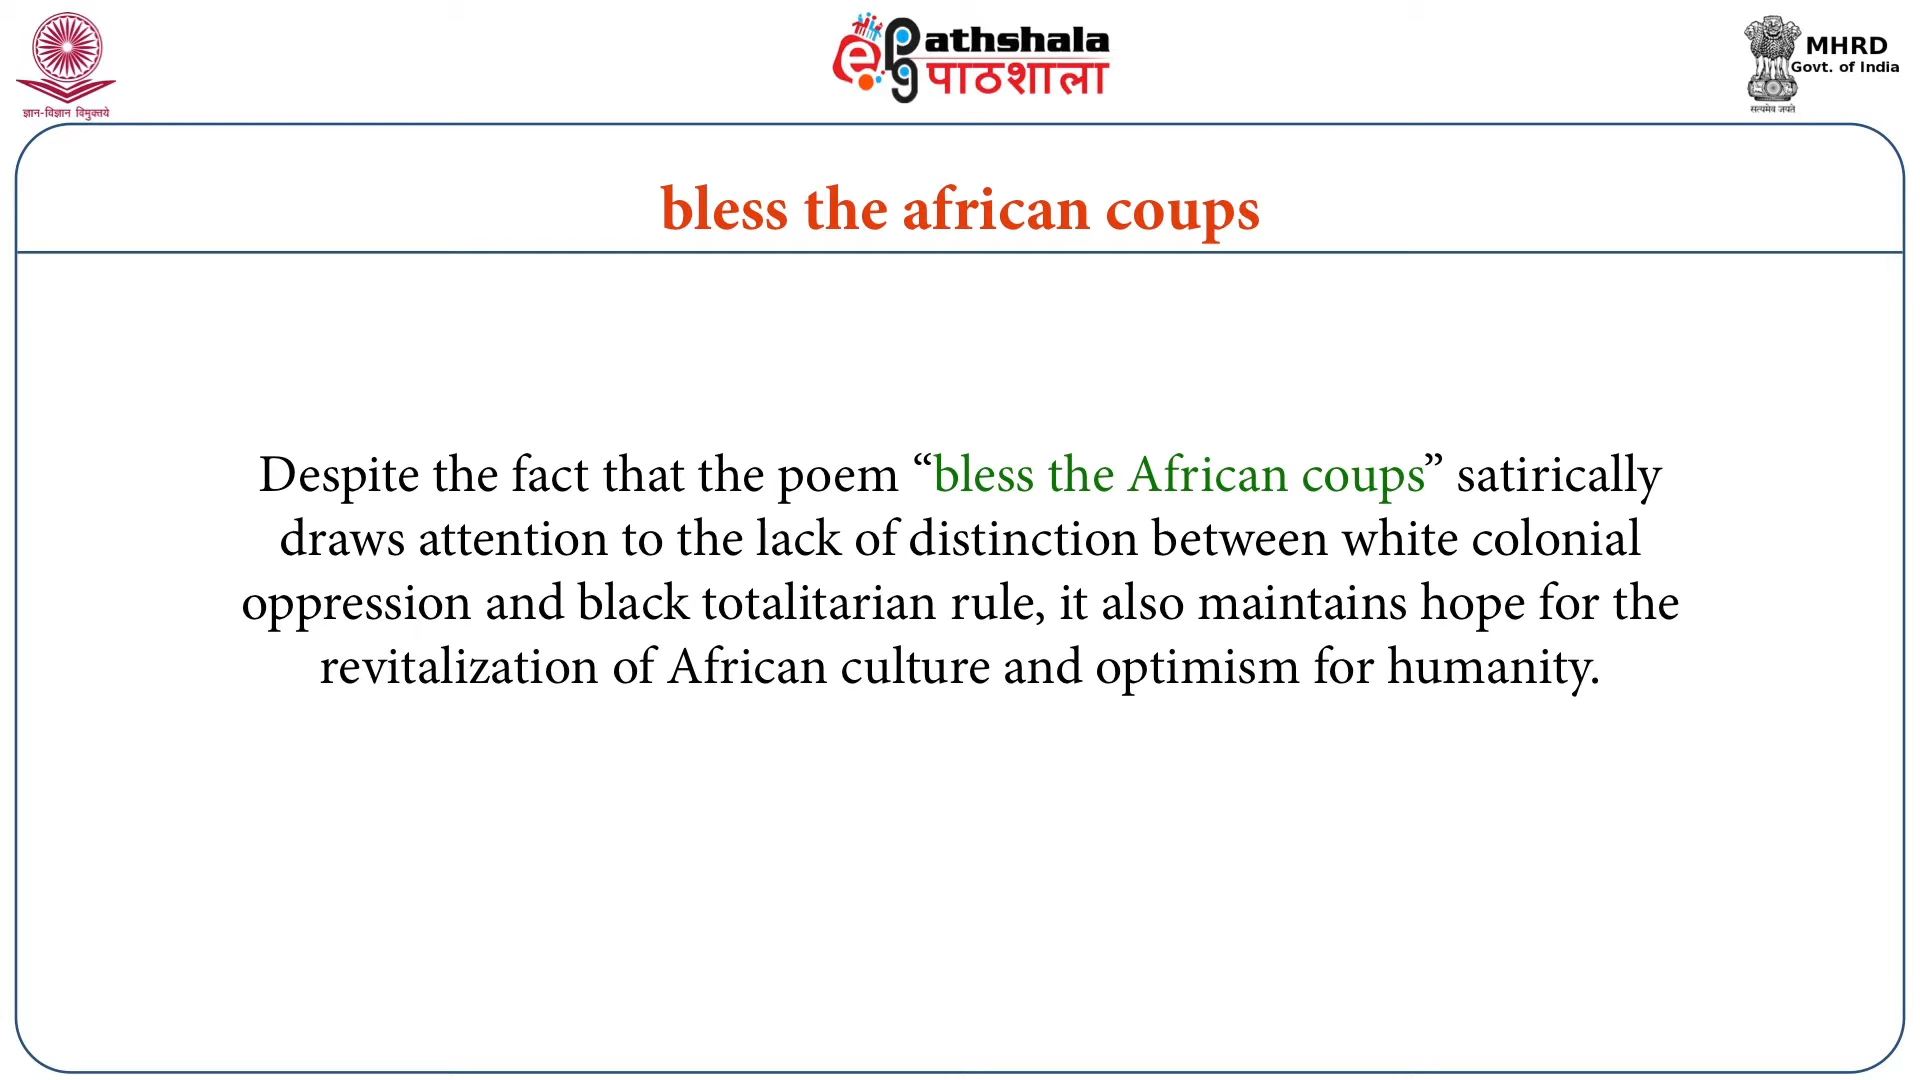 ज्ञान-विज्ञान विमुक्तये
ePathshala
पाठशाला
MHRD
Govt. of India
सत्यमेव जयते
bless the african coups
Despite the fact that the poem “bless the African coups” satirically
draws attention to the lack of distinction between white colonial
oppression and black totalitarian rule, it also maintains hope for the
revitalization of African culture and optimism for humanity.